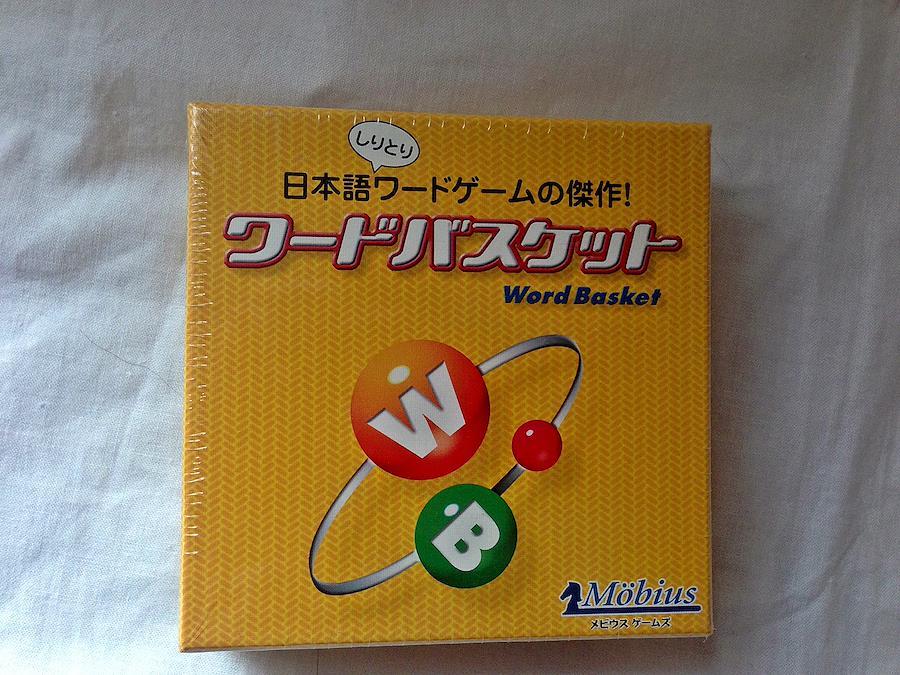 しりとり
日本語ワードゲームの傑作!
ワードバスケット
Word Basket
W
B
Möbius
メビウス ゲームズ